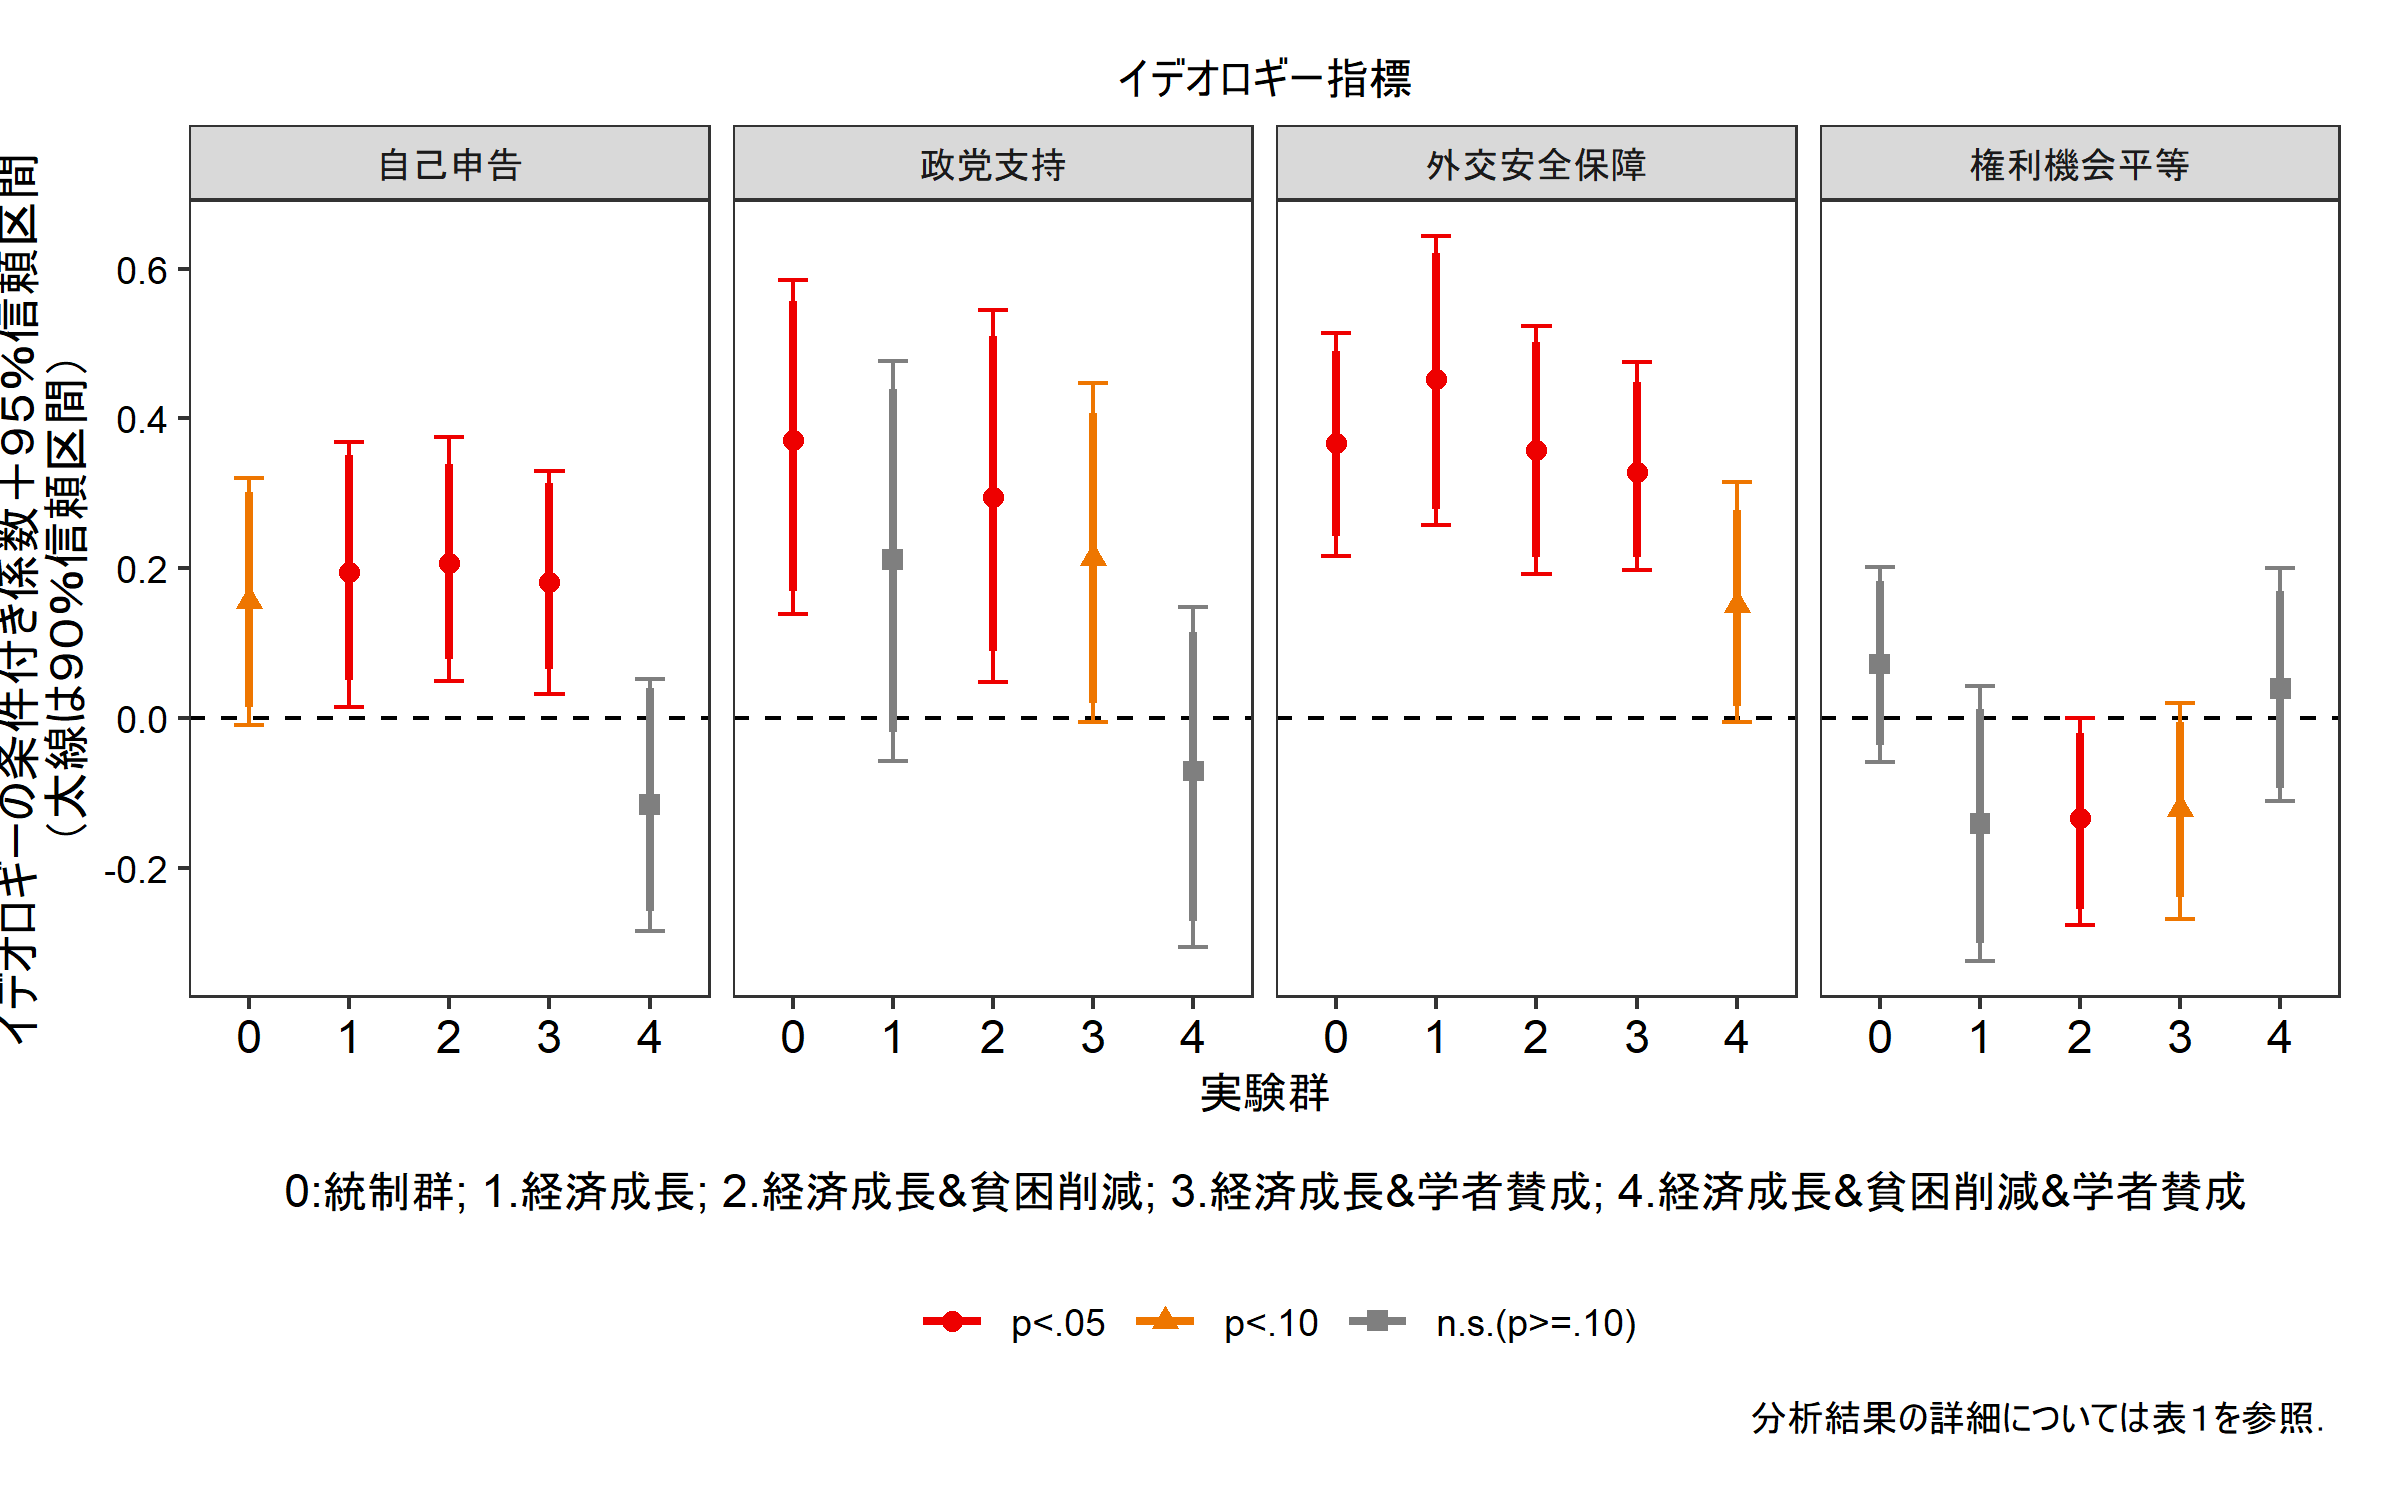 イデオロギー指標
自己申告 政党支持 外交安全保障 権利機会平等
イデオロギーの条件付き係数＋９５％信頼区間
（太線は９０％信頼区間）
0.6
0.4
0.2
0.0
-0.2
0 1 2 3 4 0 1 2 3 4 0 1 2 3 4 0 1 2 3 4
実験群
0:統制群; 1.経済成長; 2.経済成長&貧困削減; 3.経済成長&学者賛成; 4.経済成長&貧困削減&学者賛成
p<.05 p<.10 n.s.(p>=.10)
分析結果の詳細については表１を参照.